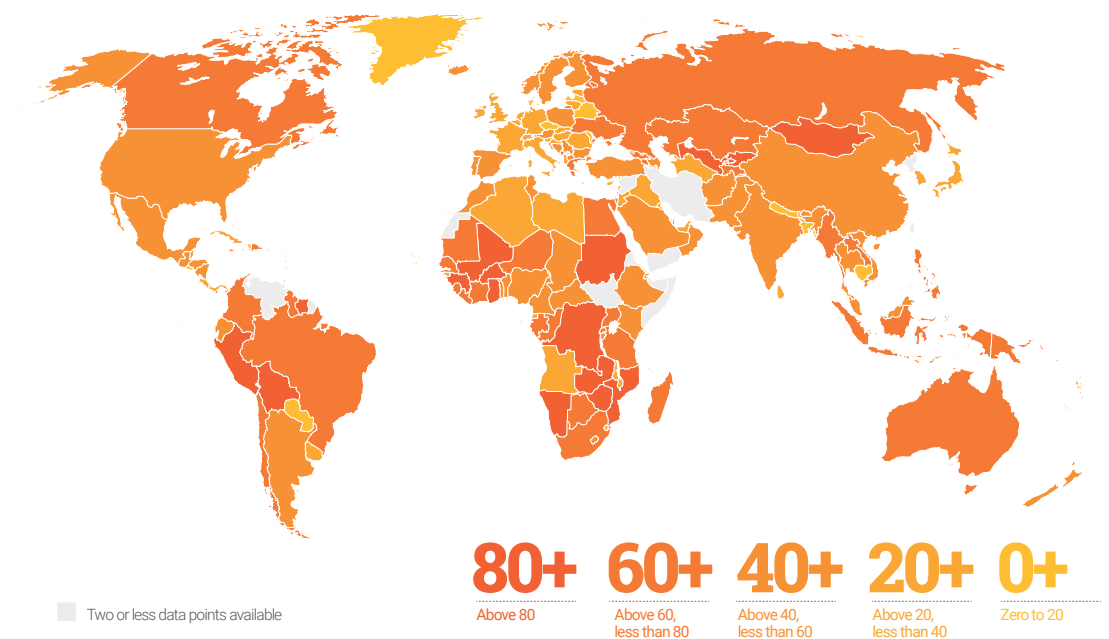 80+ 60+ 40+ 20+ 0+
Two or less data points available
Above 80
Above 60,
less than 80
Above 40,
less than 60
Above 20,
less than 40
Zero to 20